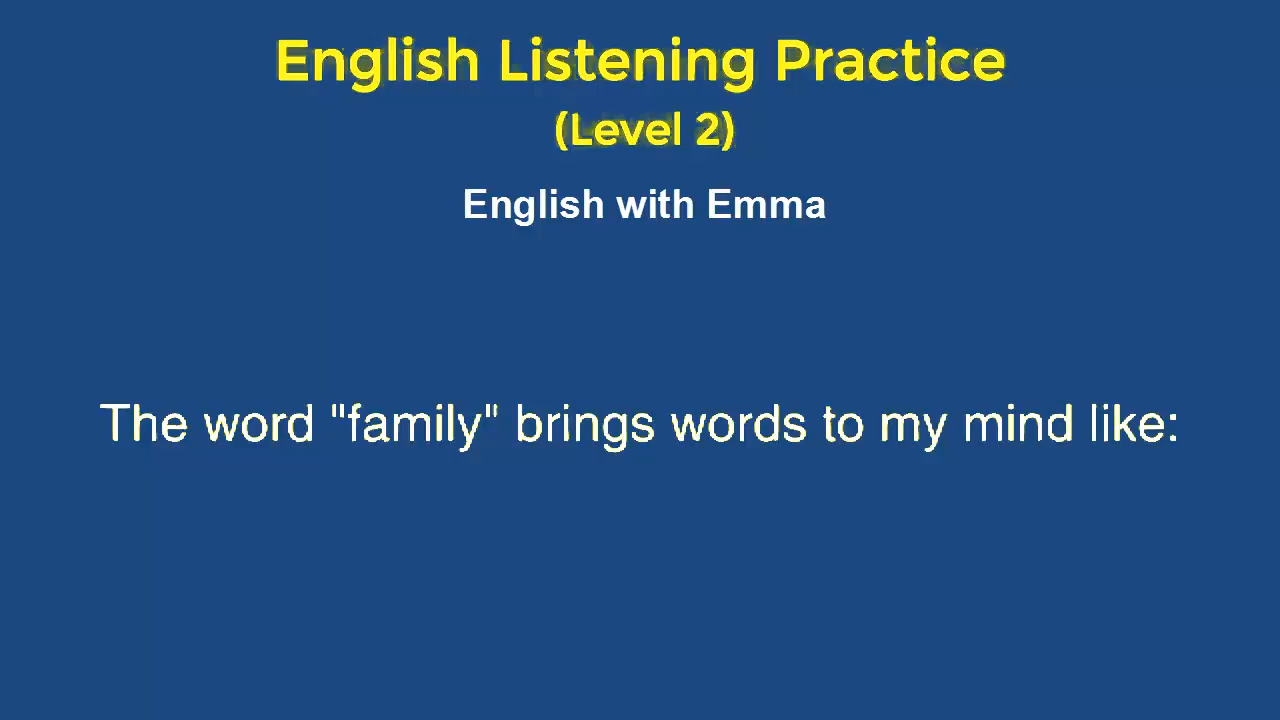 English Listening Practice
(Level 2)
English with Emma
The word "family" brings words to my mind like: